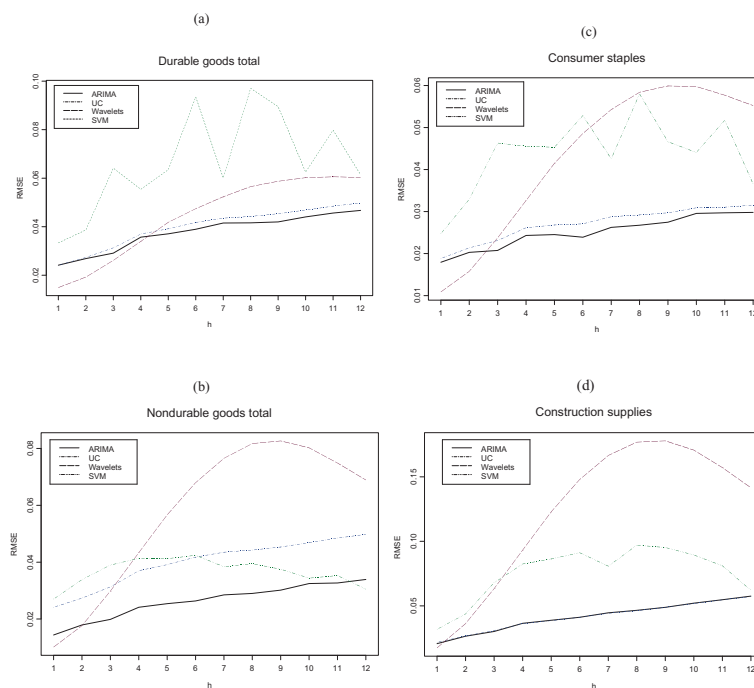 (a)
Durable goods total
ARIMA
UC
Wavelets
SVM
RMSE
0.10
0.08
0.06
0.04
0.02
1 2 3 4 5 6 7 8 9 10 11 12
h
(c)
Consumer staples
ARIMA
UC
Wavelets
SVM
RMSE
0.06
0.05
0.04
0.03
0.02
0.01
1 2 3 4 5 6 7 8 9 10 11 12
h
(b)
Nondurable goods total
ARIMA
UC
Wavelets
SVM
RMSE
0.08
0.06
0.04
0.02
1 2 3 4 5 6 7 8 9 10 11 12
h
(d)
Construction supplies
ARIMA
UC
Wavelets
SVM
RMSE
0.15
0.10
0.05
1 2 3 4 5 6 7 8 9 10 11 12
h